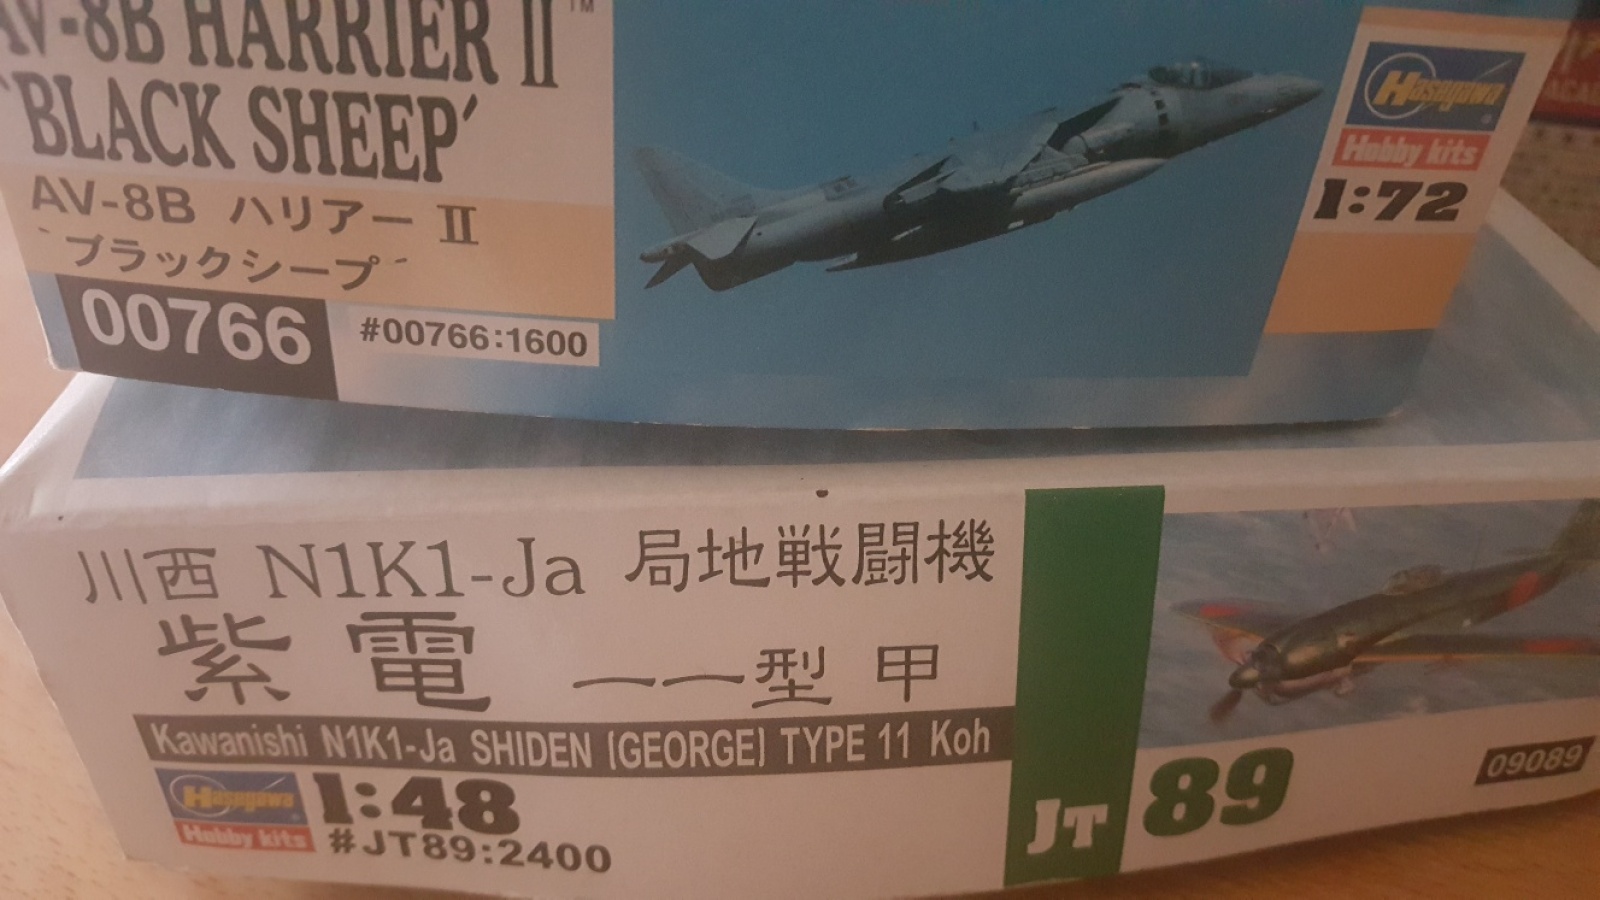 AV-8B HARRIER II™
'BLACK SHEEP'
AV-8B ハリアー II
`ブラックシープ´
00766
#00766:1600
Hasegawa
Hobby kits
1:72
川西 N1K1-Ja 局地戦闘機
紫電 一一型 甲
Kawanishi N1K1-Ja SHIDEN [GEORGE] TYPE 11 Koh
Hasegawa
Hobby kits
1:48
#JT89:2400
JT
89
09089